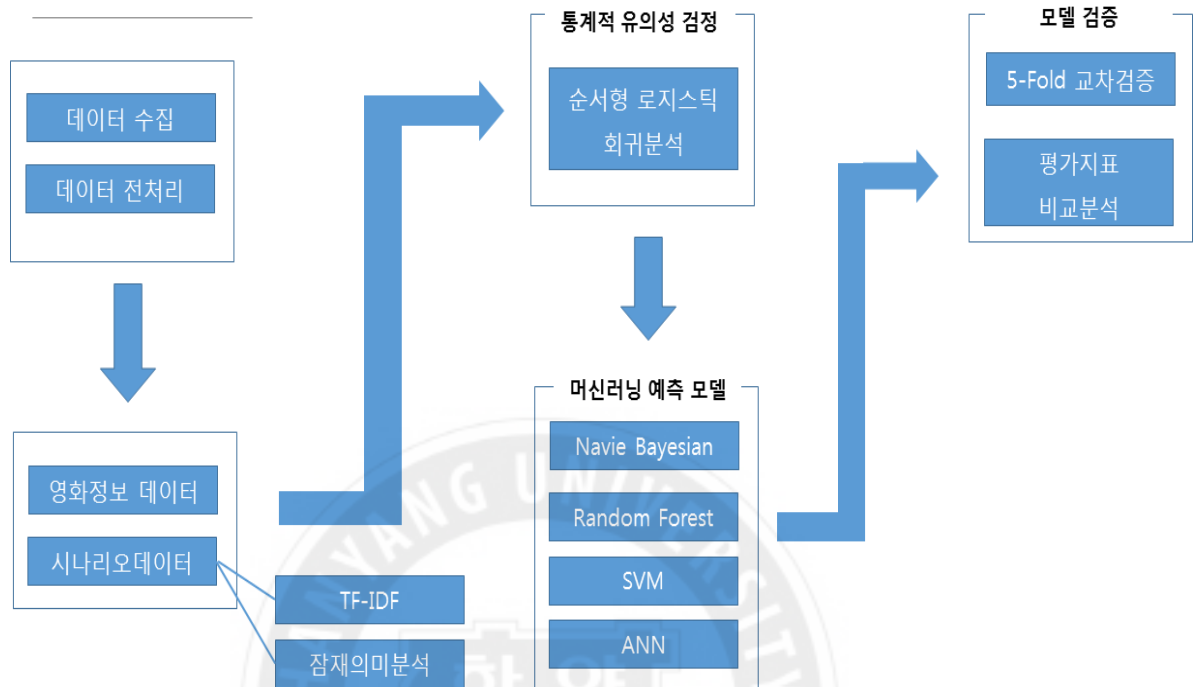 데이터 수집
데이터 전처리
영화정보 데이터
시나리오데이터
TF-IDF
잠재의미분석
통계적 유의성 검정
순서형 로지스틱
회귀분석
머신러닝 예측 모델
Navie Bayesian
Random Forest
SVM
ANN
모델 검증
5-Fold 교차검증
평가지표
비교분석
HANYANG UNIVERSITY
한양